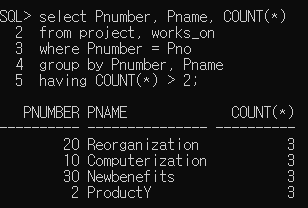 SQL> select Pnumber, Pname, COUNT(*)
  2  from project, works_on
  3  where Pnumber = Pno
  4  group by Pnumber, Pname
  5  having COUNT(*) > 2;

   PNUMBER PNAME             COUNT(*)
---------- --------------- ----------
        20 Reorganization           3
        10 Computerization          3
        30 Newbenefits              3
         2 ProductY                 3